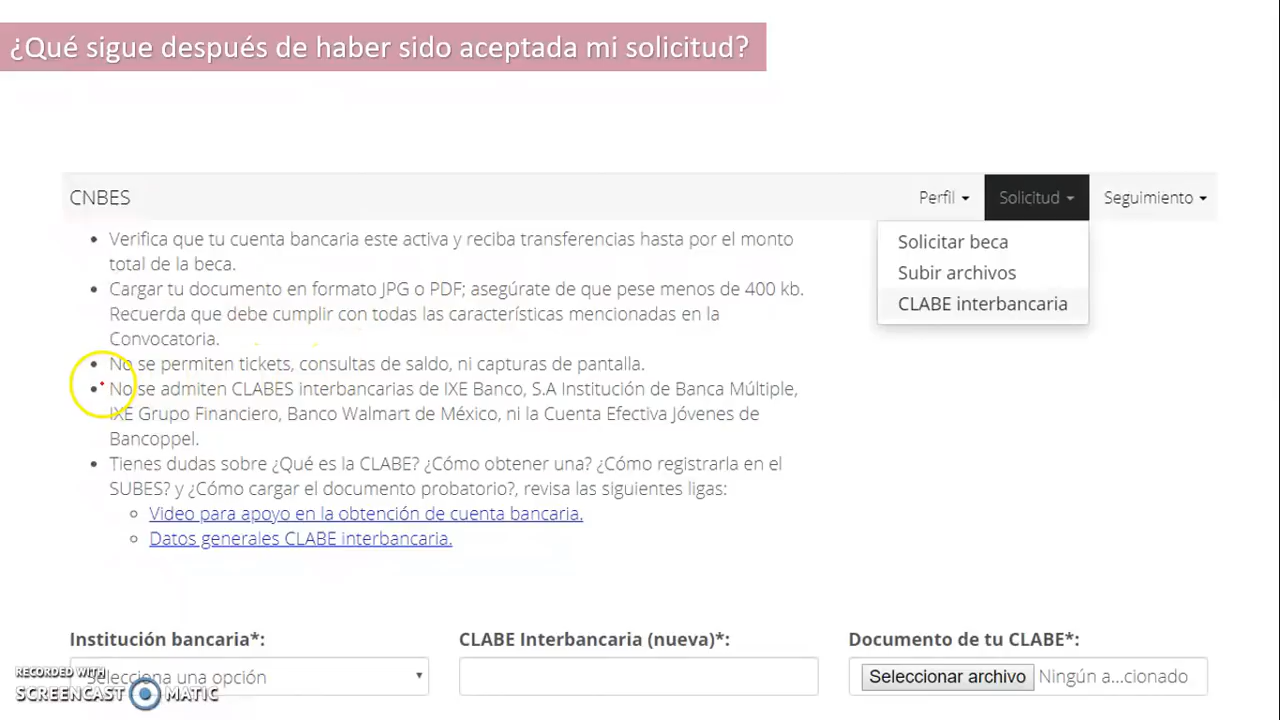 ¿Qué sigue después de haber sido aceptada mi solicitud?
CNBES
Perfil
Solicitud
Seguimiento
Solicitar beca
Subir archivos
CLABE interbancaria
Verifica que tu cuenta bancaria este activa y reciba transferencias hasta por el monto
total de la beca.
Cargar tu documento en formato JPG o PDF; asegúrate de que pese menos de 400 kb.
Recuerda que debe cumplir con todas las características mencionadas en la
Convocatoria.
No se permiten tickets, consultas de saldo, ni capturas de pantalla.
No se admiten CLABES interbancarias de IXE Banco, S.A Institución de Banca Múltiple,
IXE Grupo Financiero, Banco Walmart de México, ni la Cuenta Efectiva Jóvenes de
Bancoppel.
Tienes dudas sobre ¿Qué es la CLABE? ¿Cómo obtener una? ¿Cómo registrarla en el
SUBES? y ¿Cómo cargar el documento probatorio?, revisa las siguientes ligas:
Video para apoyo en la obtención de cuenta bancaria.
Datos generales CLABE interbancaria.
Institución bancaria*:
CLABE Interbancaria (nueva)*:
Documento de tu CLABE*:
Selecciona una opción
Seleccionar archivo
Ningún a...cionado
RECORDED WITH
SCREENCAST MATIC